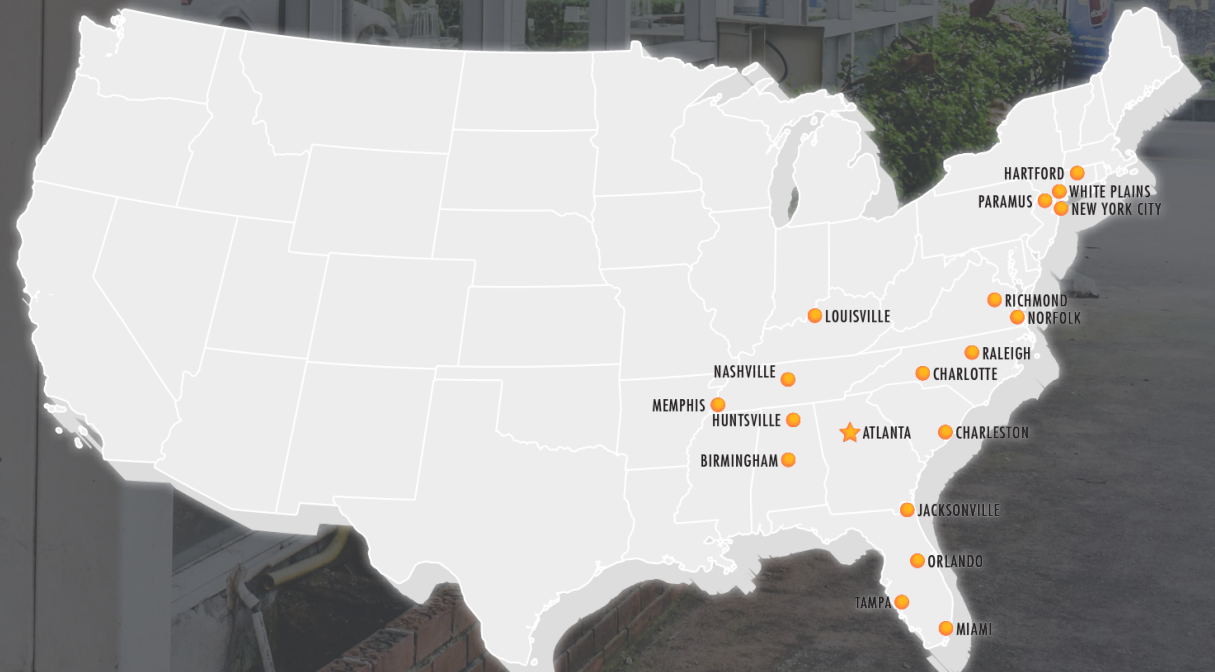 HARTFORD
WHITE PLAINS
PARAMUS
NEW YORK CITY
RICHMOND
LOUISVILLE
NORFOLK
RALEIGH
NASHVILLE
CHARLOTTE
MEMPHIS
HUNTSVILLE
ATLANTA
CHARLESTON
BIRMINGHAM
JACKSONVILLE
ORLANDO
TAMPA
MIAMI